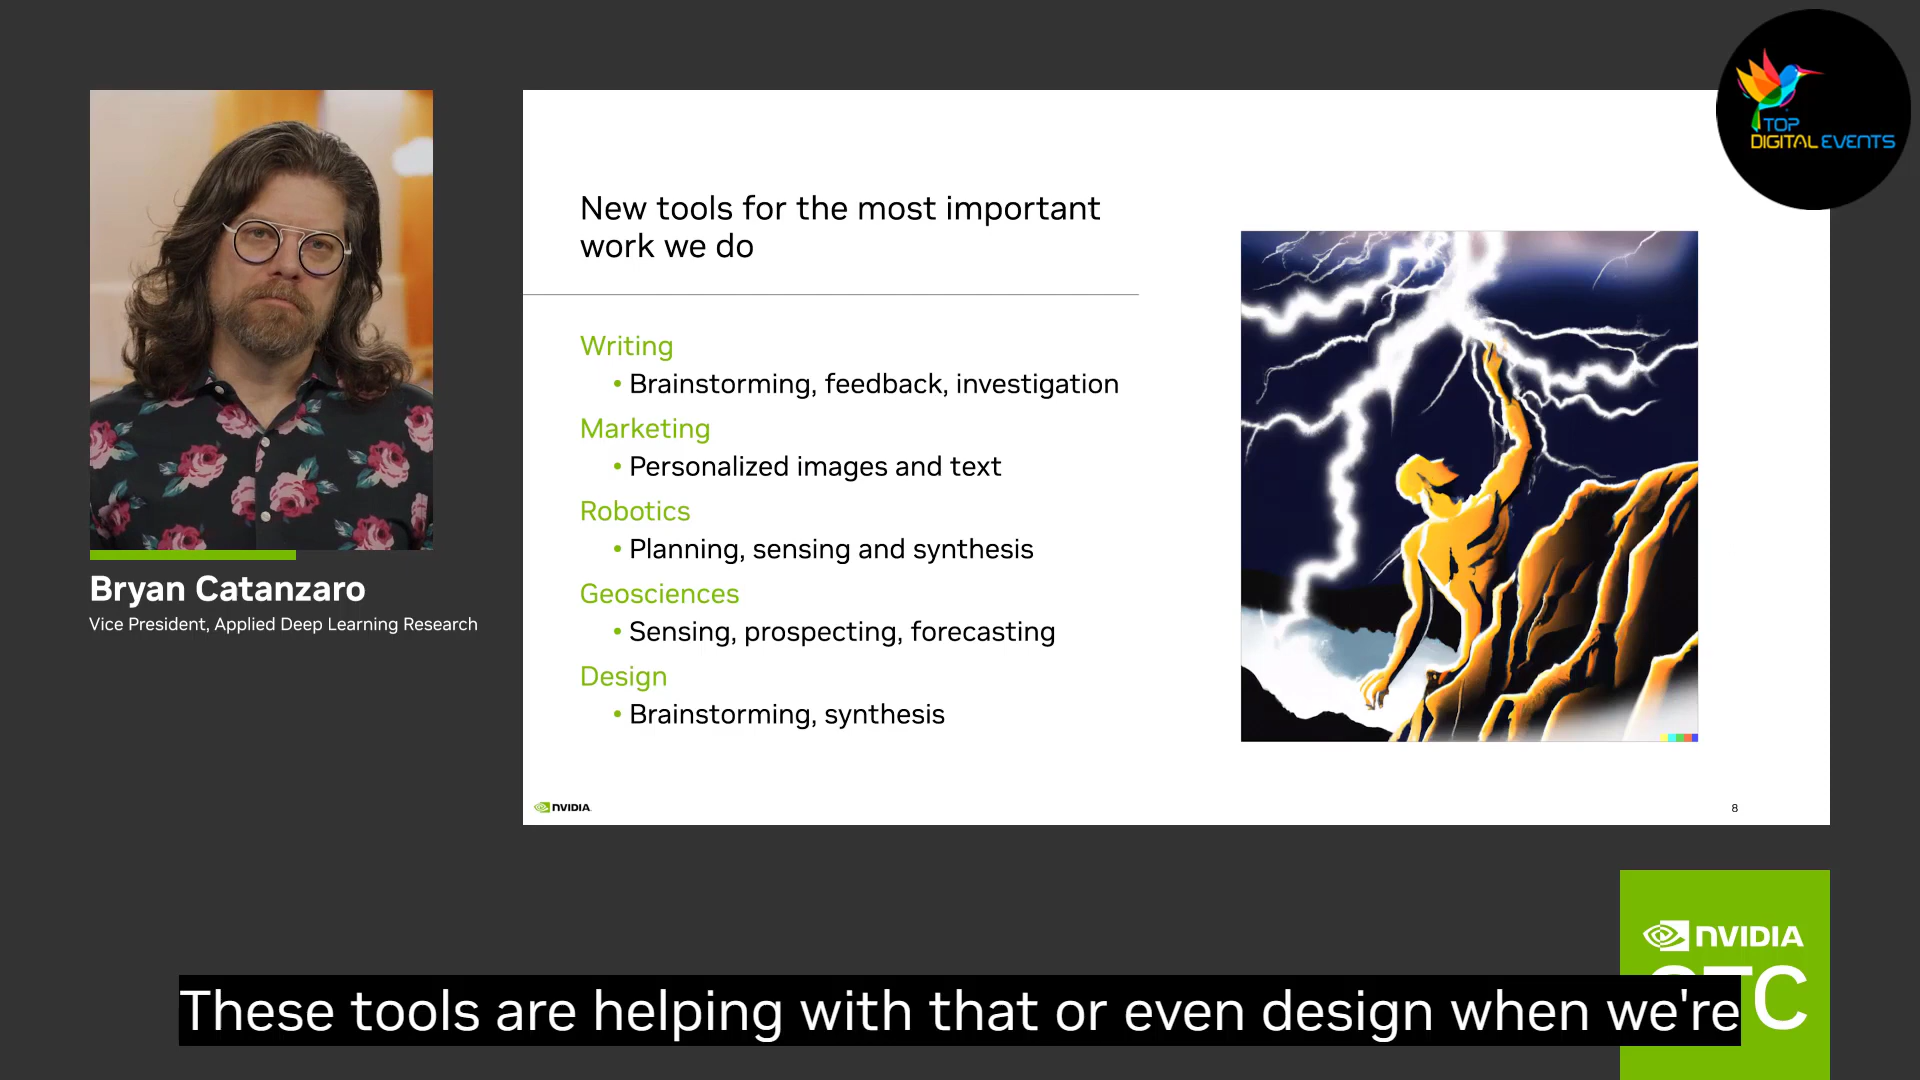 TOP
DIGITAL EVENTS
New tools for the most important
work we do
Writing
• Brainstorming, feedback, investigation
Marketing
• Personalized images and text
Robotics
• Planning, sensing and synthesis
Geosciences
• Sensing, prospecting, forecasting
Design
• Brainstorming, synthesis
NVIDIA
8
Bryan Catanzaro
Vice President, Applied Deep Learning Research
NVIDIA
These tools are helping with that or even design when we're